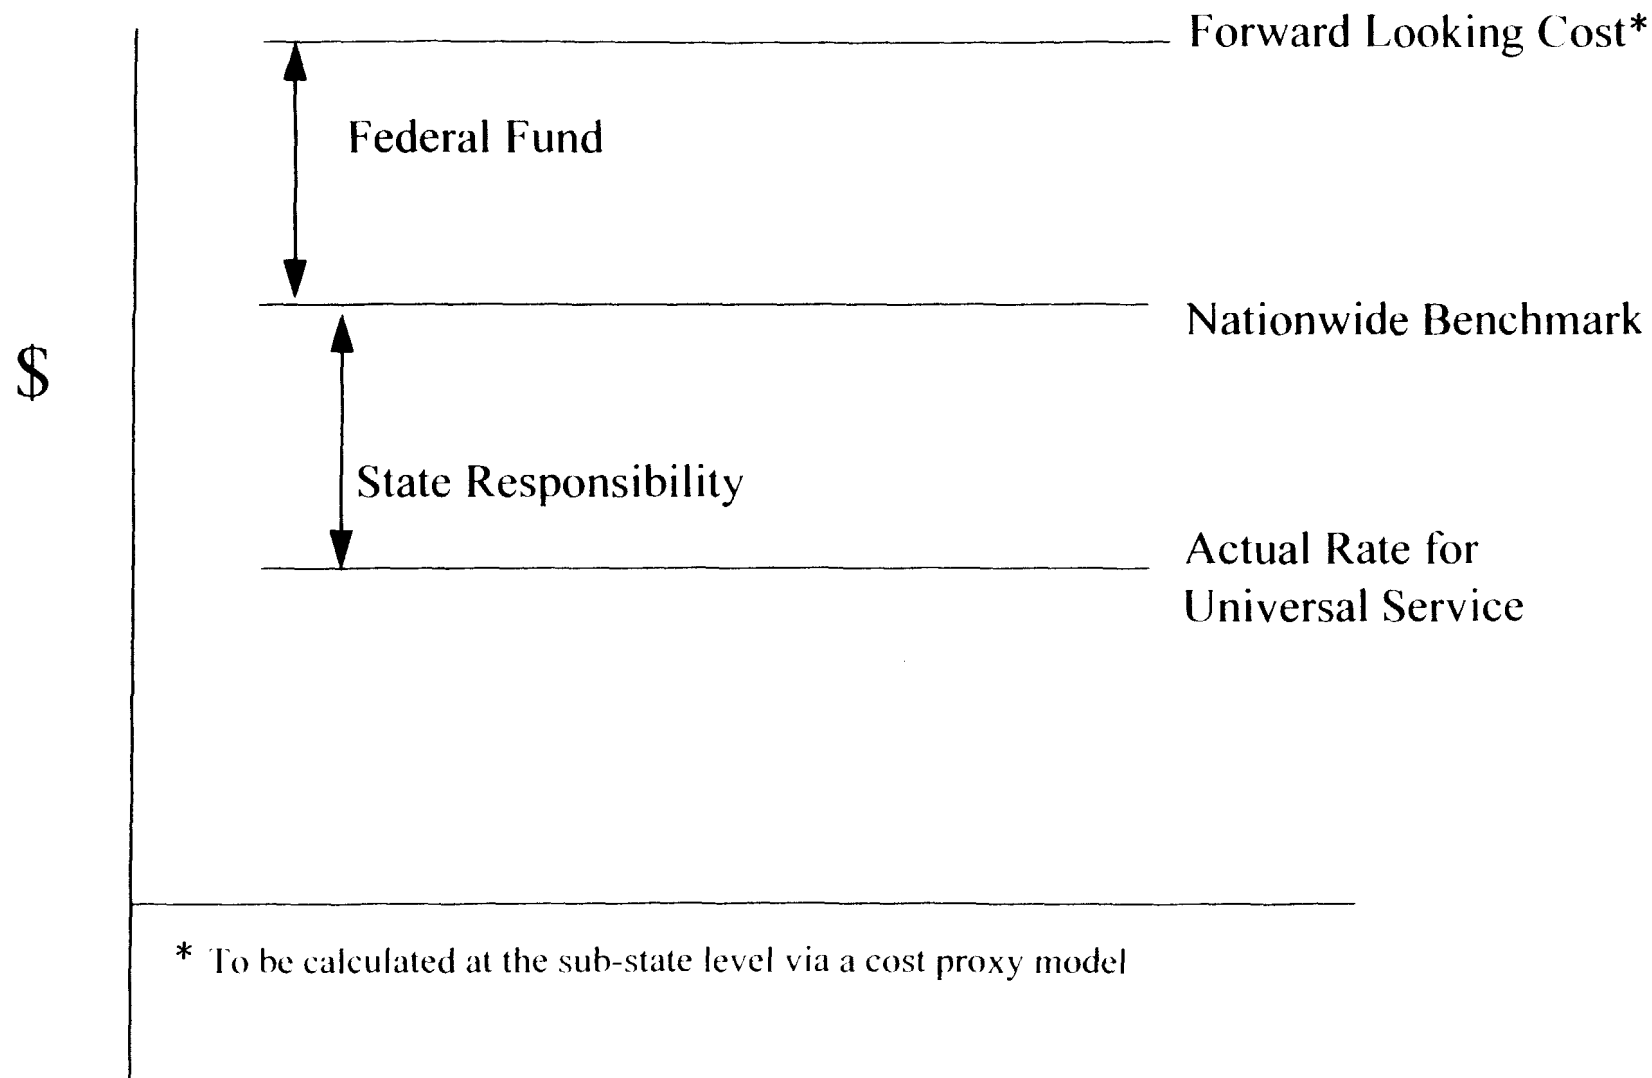 Forward Looking Cost*
Federal Fund
Nationwide Benchmark
$
State Responsibility
Actual Rate for
Universal Service
* To be calculated at the sub-state level via a cost proxy model